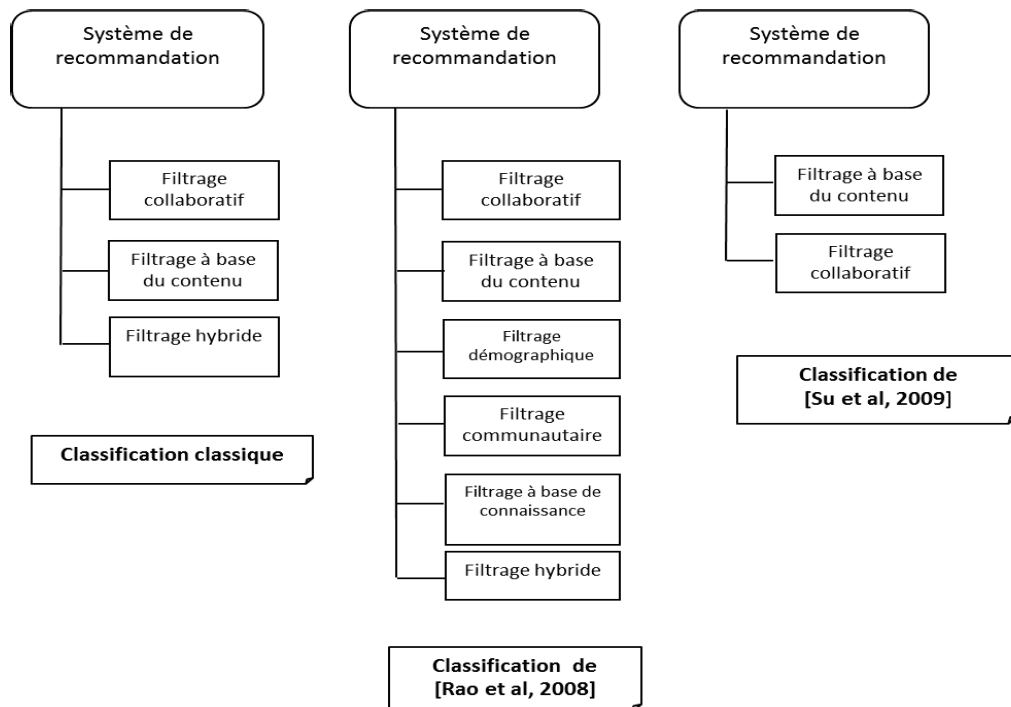 Système de
recommandation
Filtrage
collaboratif
Filtrage à base
du contenu
Filtrage hybride
Classification classique
Système de
recommandation
Filtrage
collaboratif
Filtrage à base
du contenu
Filtrage
démographique
Filtrage
communautaire
Filtrage à base de
connaissance
Filtrage hybride
Classification de
[Rao et al, 2008]
Système de
recommandation
Filtrage à base
du contenu
Filtrage
collaboratif
Classification de
[Su et al, 2009]